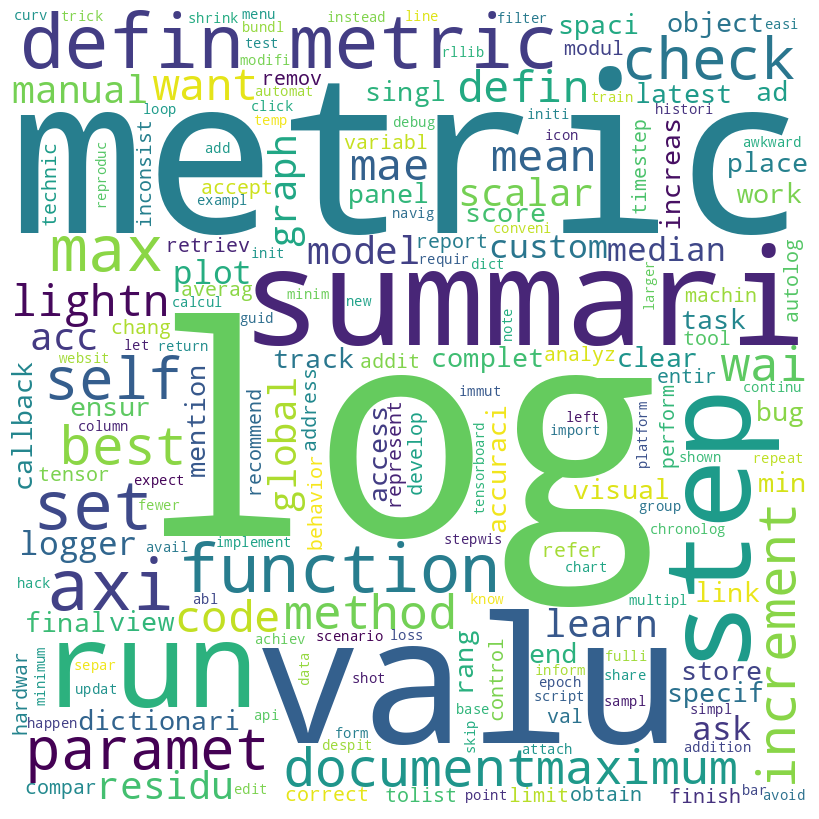 curv trick menu instead line filter object easi
shrink bundl test modifi rllib spaci modul
defin metric check
manual want remov singl defin latest ad
loop click temp automat debug initi train histori
metric
technic reproduc add inconsist exampl accept graph variabl mae mean icon timestep increas awkward place
panel navig scalar score conveni work
max retriev init model report requir dict custom median
plot calcul averag guid minim new summari larger machin autolog
lightn acc chang let return note task tool
log
websit self track addit complet analyz clear entir wai
callback ensur column mention recommend global address access represent develop immut left import platform perform shown continu
best tensor expect fewer behavior tensorboard accuraci visual bug repeat
set logger avail implement stepwis group min chronolog
hack axi abl function refer chart link step increment
final view code method know multipl learn
achiev scenario loss end rang control fulli store
run valu
hardwar minimum separ updat data shot epoch inform script share sampl simpl specif
happen dictionari api base val ask
paramet form despit skip attach addition
compar residu edit document maximum
correct tolist point limit obtain finish bar avoid